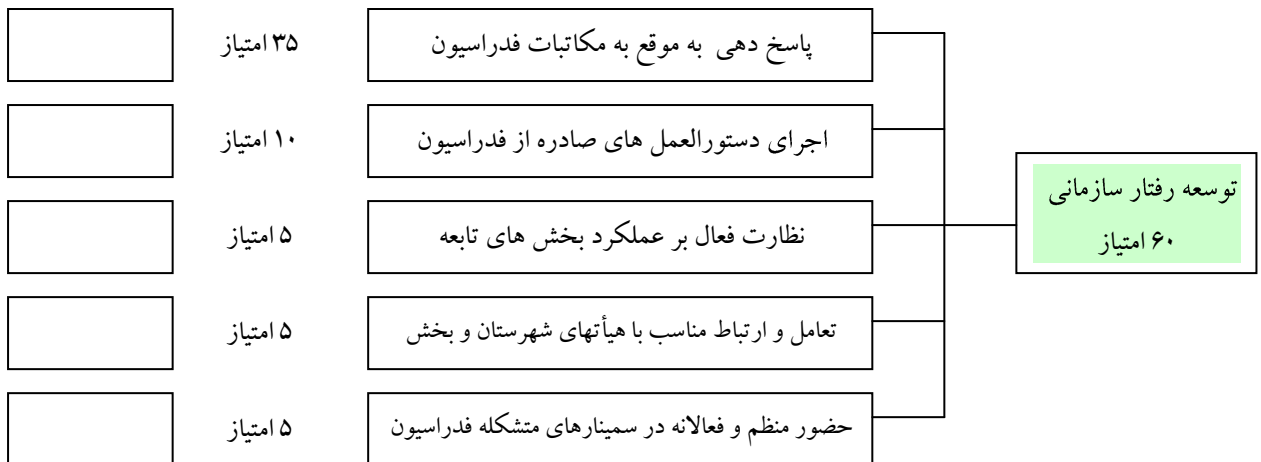 توسعه رفتار سازمانی
۶۰ امتیاز
پاسخ دهی به موقع به مکاتبات فدراسیون
۳۵ امتیاز
اجرای دستورالعمل های صادره از فدراسیون
۱۰ امتیاز
نظارت فعال بر عملکرد بخش های تابعه
۵ امتیاز
تعامل و ارتباط مناسب با هیأتهای شهرستان و بخش
۵ امتیاز
حضور منظم و فعالانه در سمینارهای متشکله فدراسیون
۵ امتیاز